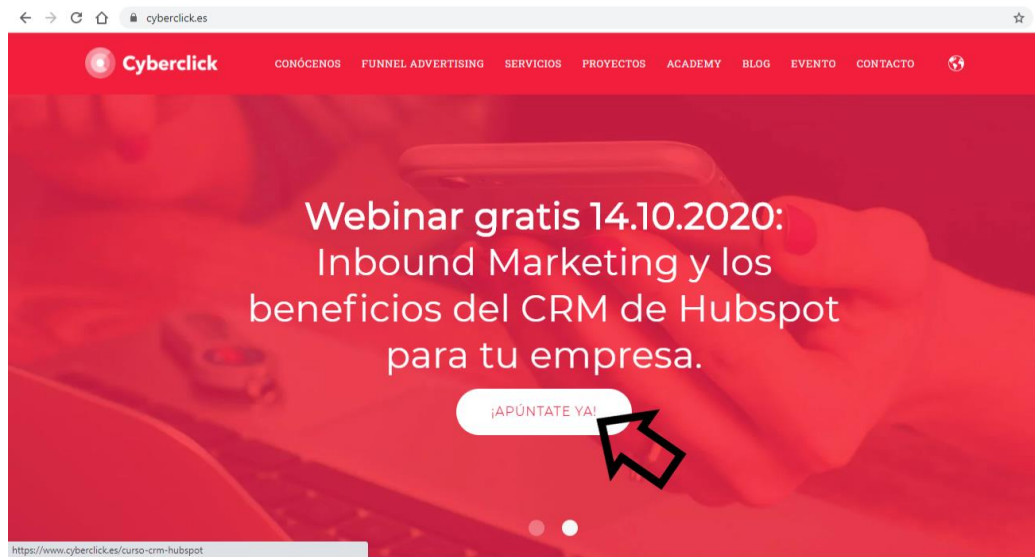 cyberclick.es
Cyberclick
CONÓCENOS FUNNEL ADVERTISING SERVICIOS PROYECTOS ACADEMY BLOG EVENTO CONTACTO
Webinar gratis 14.10.2020:
Inbound Marketing y los
beneficios del CRM de Hubspot
para tu empresa.
¡APÚNTATE YA!
https://www.cyberclick.es/curso-crm-hubspot